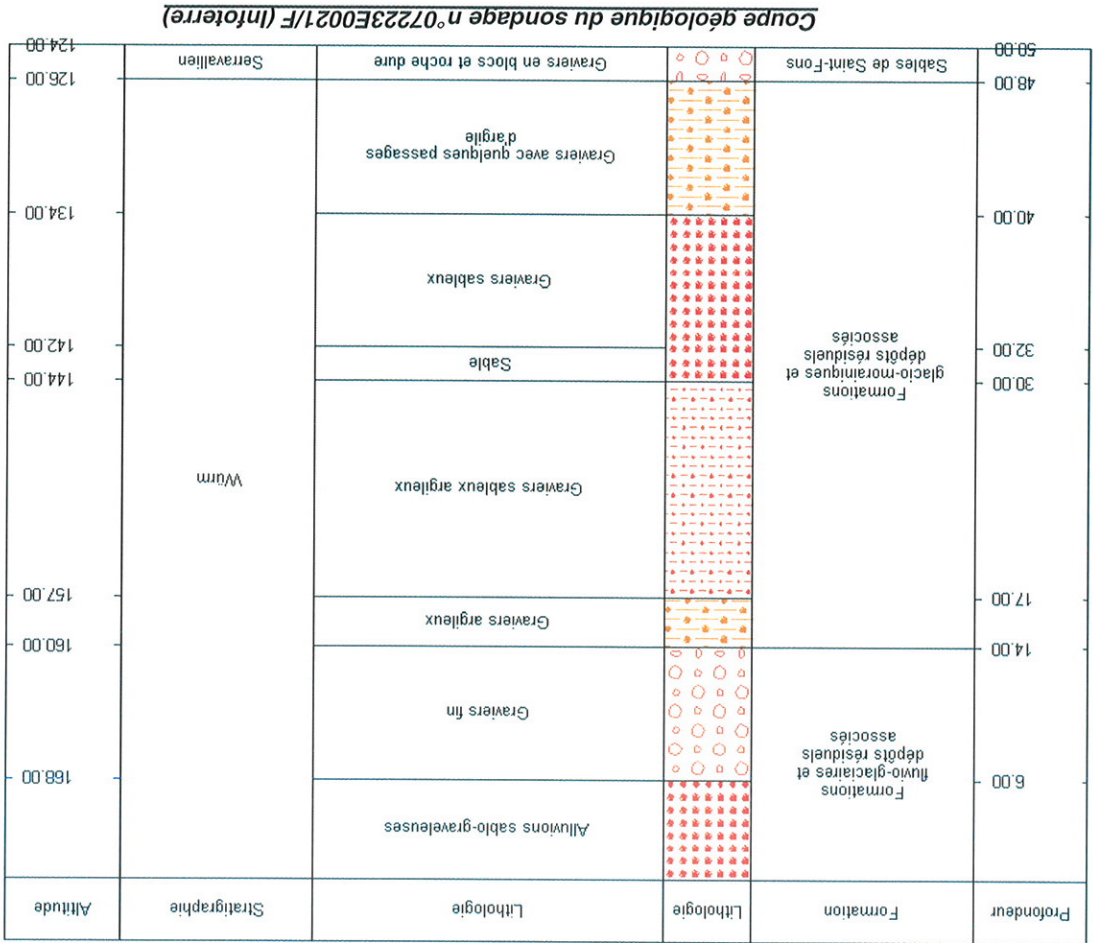 Profondeur Formation Lithologie Lithologie Stratigraphie Altitude
Formations
fluvio-glaciaires et
dépôts résiduels
associés
Alluvions sablo-graveleuses
6.00 168.00
Graviers fin
14.00 160.00
Graviers argileux
17.00 157.00
Formations
glacio-morainiques et
dépôts résiduels
associés
Graviers sableux argileux
Würm
30.00 144.00
Sable
32.00 142.00
Graviers sableux
40.00 134.00
Graviers avec quelques passages
d'argile
48.00 126.00
Sables de Saint-Fons Graviers en blocs et roche dure Serravallien
50.00 124.00
Coupe géologique du sondage n°07223E0021/F (Infoterre)